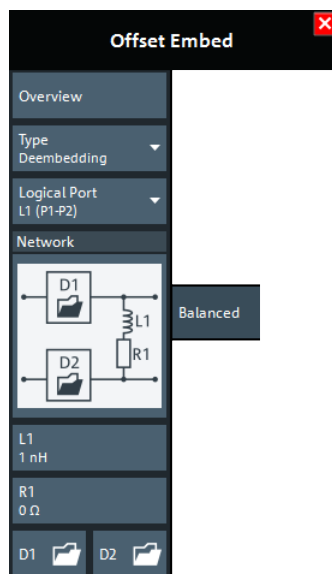 Offset Embed
Overview
Type
Deembedding
Logical Port
L1 (P1-P2)
Network
D1
L1
D2
R1
Balanced
L1
1 nH
R1
0 Ω
D1 D2